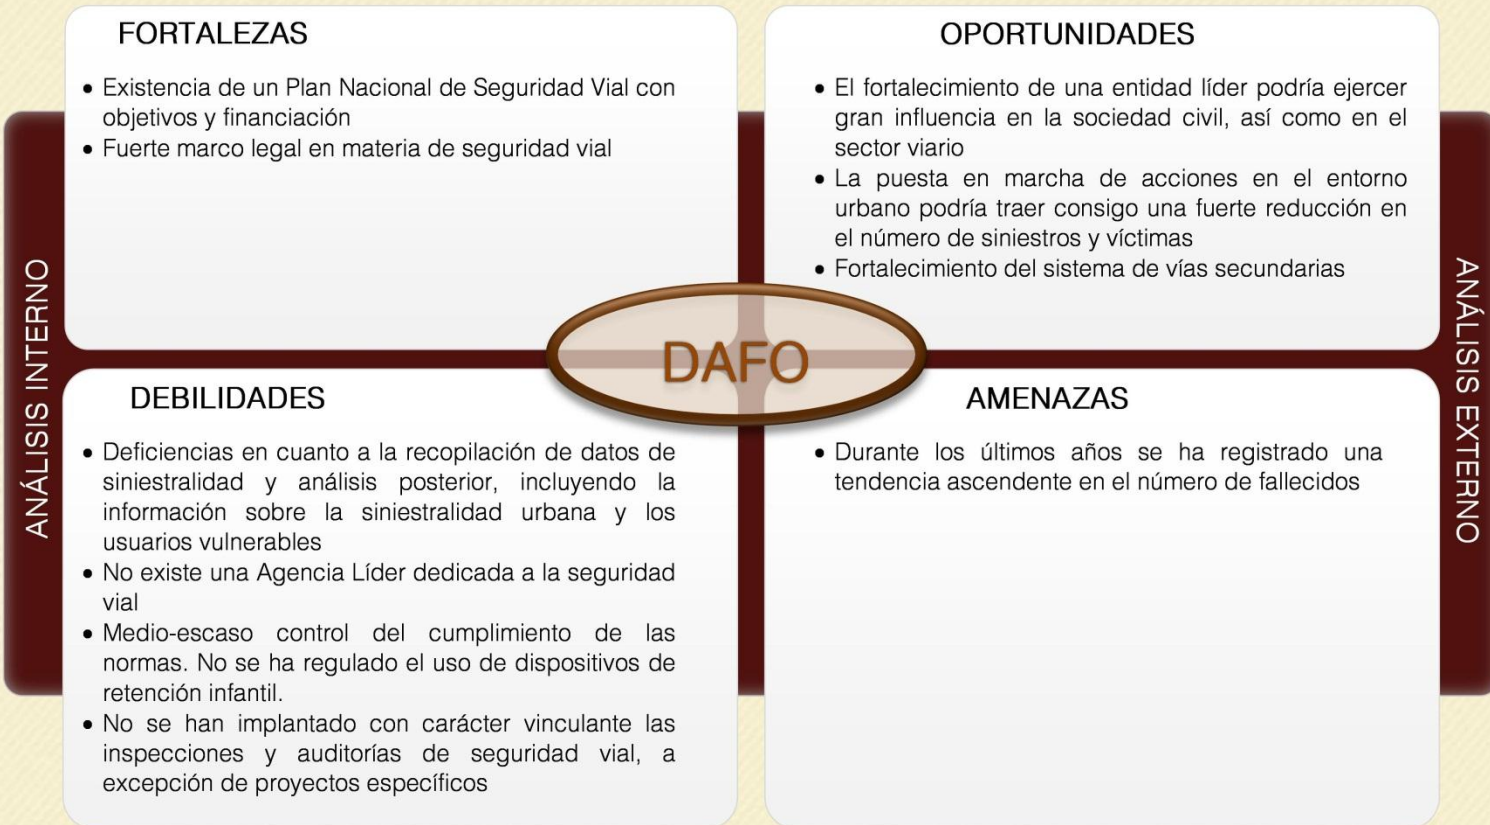 FORTALEZAS
• Existencia de un Plan Nacional de Seguridad Vial con
objetivos y financiación
• Fuerte marco legal en materia de seguridad vial
OPORTUNIDADES
• El fortalecimiento de una entidad líder podría ejercer
gran influencia en la sociedad civil, así como en el
sector viario
• La puesta en marcha de acciones en el entorno
urbano podría traer consigo una fuerte reducción en
el número de siniestros y víctimas
• Fortalecimiento del sistema de vías secundarias
ANÁLISIS INTERNO
DAFO
ANÁLISIS EXTERNO
DEBILIDADES
• Deficiencias en cuanto a la recopilación de datos de
siniestralidad y análisis posterior, incluyendo la
información sobre la siniestralidad urbana y los
usuarios vulnerables
• No existe una Agencia Líder dedicada a la seguridad
vial
• Medio-escaso control del cumplimiento de las
normas. No se ha regulado el uso de dispositivos de
retención infantil.
• No se han implantado con carácter vinculante las
inspecciones y auditorías de seguridad vial, a
excepción de proyectos específicos
AMENAZAS
• Durante los últimos años se ha registrado una
tendencia ascendente en el número de fallecidos